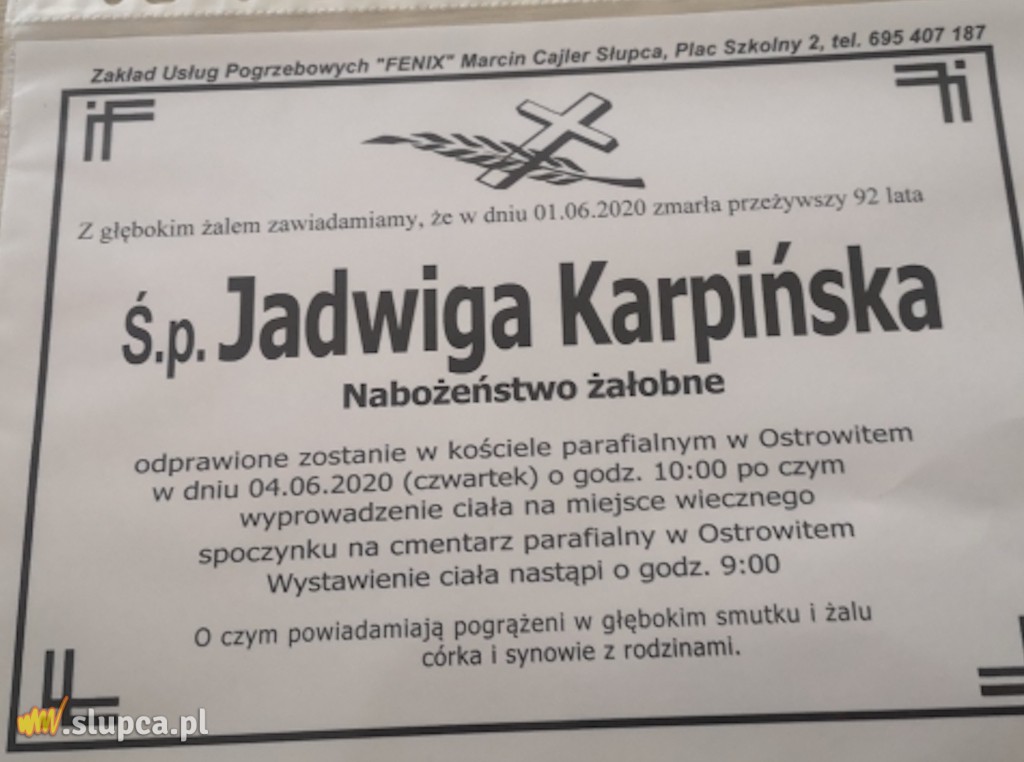 Zakład Usług Pogrzebowych "FENIX" Marcin Cajler Słupca, Plac Szkolny 2, tel. 695 407 187
Z głębokim żalem zawiadamiamy, że w dniu 01.06.2020 zmarła przeżywszy 92 lata
Ś.p. Jadwiga Karpińska
Nabożeństwo żałobne
odprawione zostanie w kościele parafialnym w Ostrowitem
w dniu 04.06.2020 (czwartek) o godz. 10:00 po czym
wyprowadzenie ciała na miejsce wiecznego
spoczynku na cmentarz parafialny w Ostrowitem
Wystawienie ciała nastąpi o godz. 9:00
O czym powiadamiają pogrążeni w głębokim smutku i żalu
córka i synowie z rodzinami.
www.slupca.pl